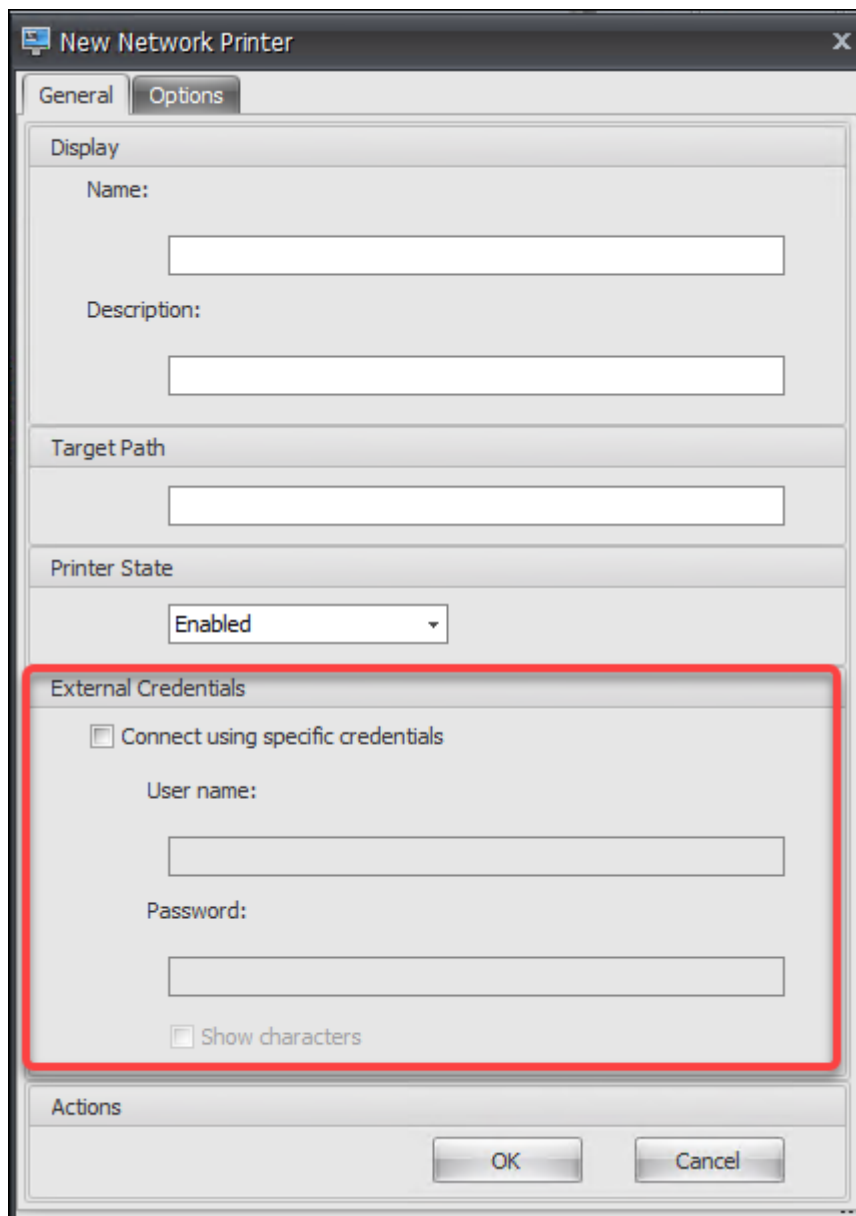 New Network Printer
General Options
Display
Name:
Description:
Target Path
Printer State
Enabled
External Credentials
Connect using specific credentials
User name:
Password:
Show characters
Actions
OK Cancel